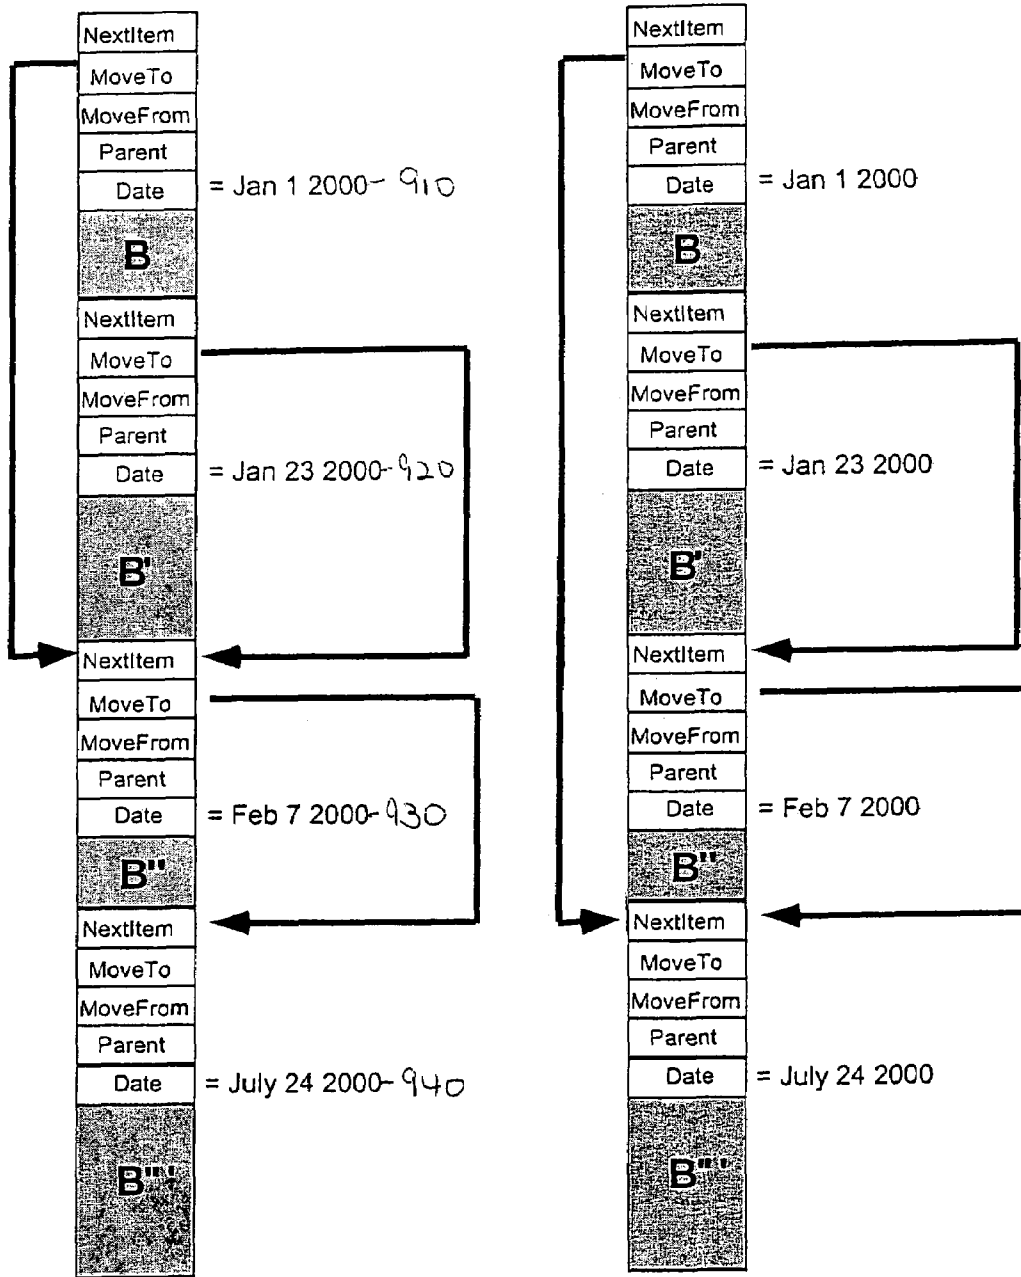 NextItem
MoveTo
MoveFrom
Parent
Date = Jan 1 2000- 910
B
NextItem
MoveTo
MoveFrom
Parent
Date = Jan 23 2000- 920
B'
NextItem
MoveTo
MoveFrom
Parent
Date = Feb 7 2000- 930
B"
NextItem
MoveTo
MoveFrom
Parent
Date = July 24 2000- 940
B"'
NextItem
MoveTo
MoveFrom
Parent
Date = Jan 1 2000
B
NextItem
MoveTo
MoveFrom
Parent
Date = Jan 23 2000
B'
NextItem
MoveTo
MoveFrom
Parent
Date = Feb 7 2000
B"
NextItem
MoveTo
MoveFrom
Parent
Date = July 24 2000
B"'